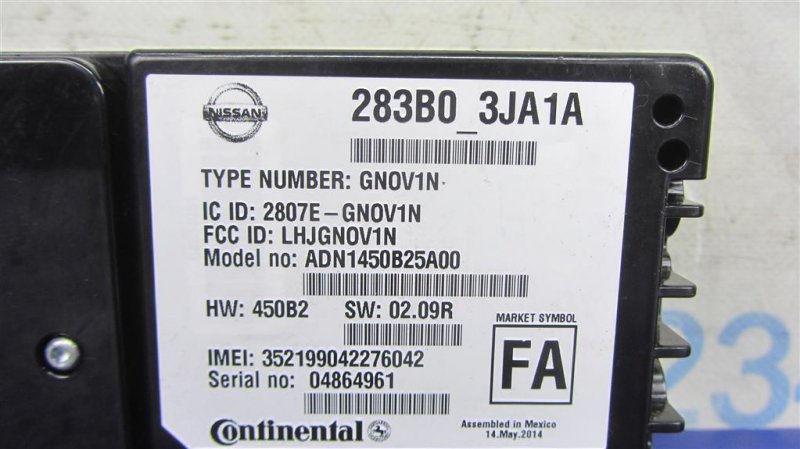 NISSAN
283B0_3JA1A
TYPE NUMBER: GNOV1N
IC ID: 2807E-GNOV1N
FCC ID: LHJGNOV1N
Model no: ADN1450B25A00
HW: 450B2 SW: 02.09R
MARKET SYMBOL
FA
IMEI: 352199042276042
Serial no: 04864961
Continental
Assembled in Mexico
14.May.2014
234